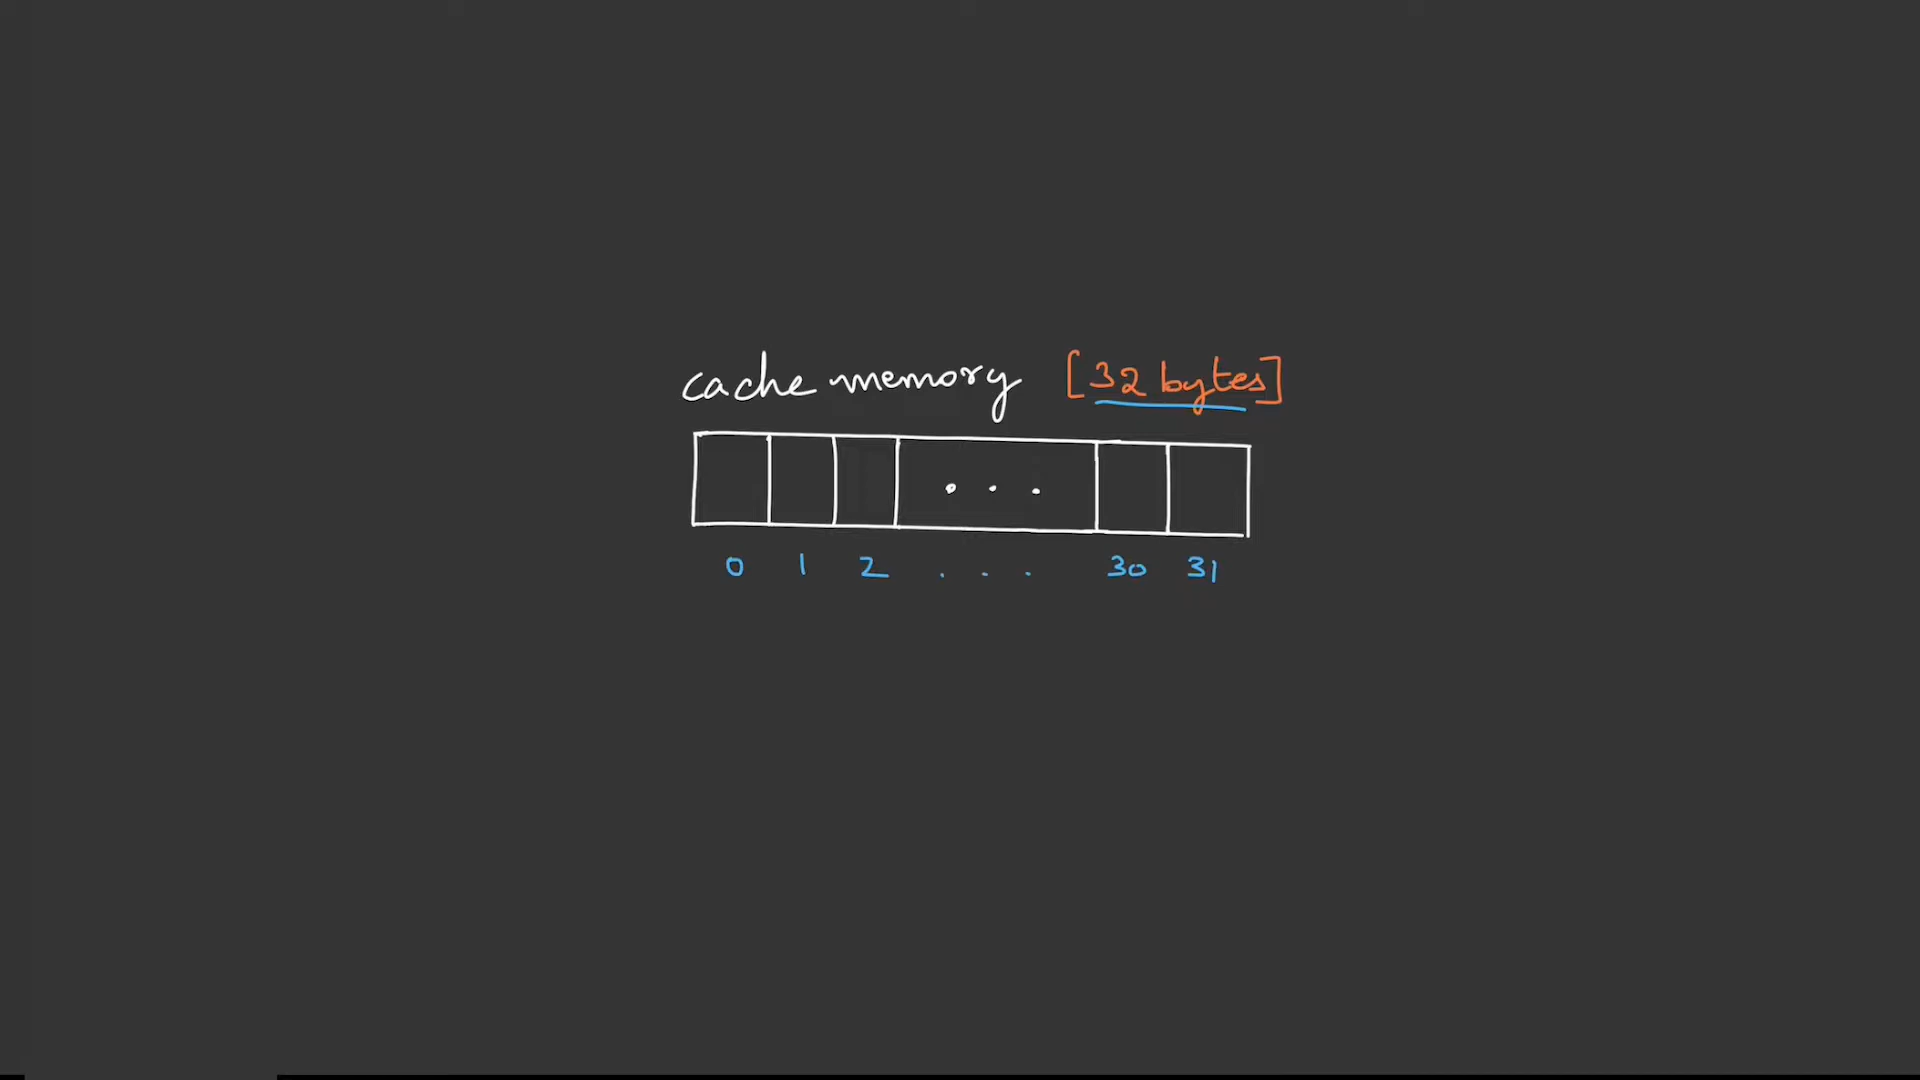 cache memory [32 bytes]
. . .
0 1 2 . . . 30 31